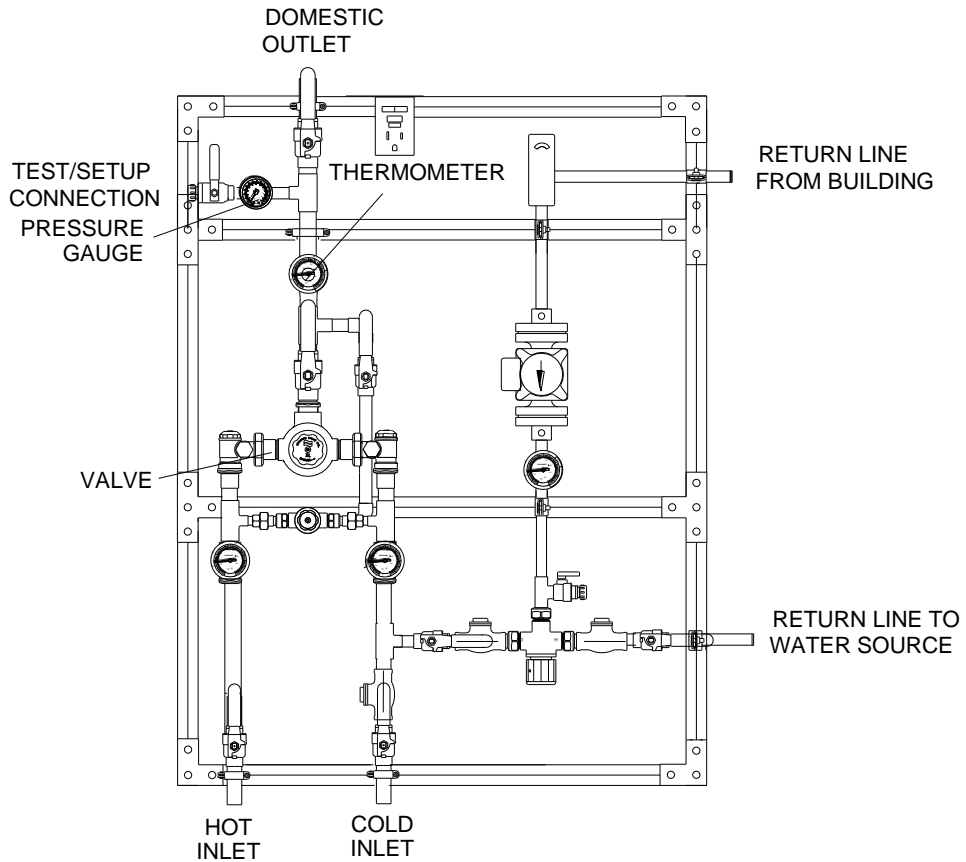 DOMESTIC
OUTLET
TEST/SETUP
CONNECTION
PRESSURE
GAUGE
THERMOMETER
RETURN LINE
FROM BUILDING
VALVE
RETURN LINE TO
WATER SOURCE
HOT
INLET
COLD
INLET